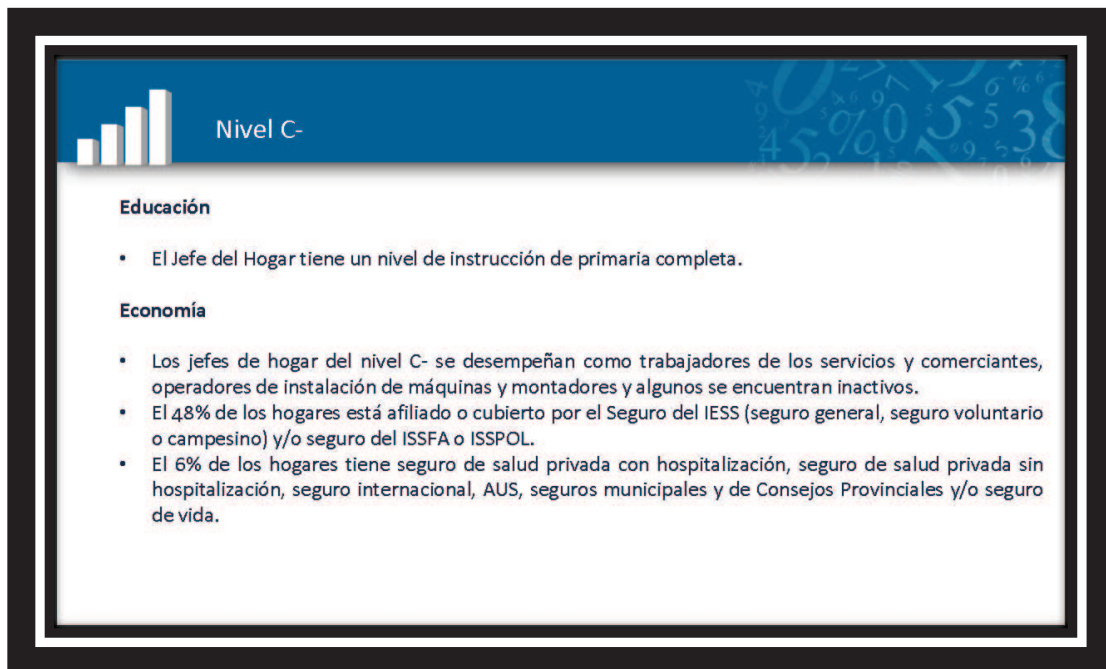 Nivel C-
Educación
• El Jefe del Hogar tiene un nivel de instrucción de primaria completa.
Economía
• Los jefes de hogar del nivel C- se desempeñan como trabajadores de los servicios y comerciantes,
operadores de instalación de máquinas y montadores y algunos se encuentran inactivos.
• El 48% de los hogares está afiliado o cubierto por el Seguro del IESS (seguro general, seguro voluntario
o campesino) y/o seguro del ISSFA o ISSPOL.
• El 6% de los hogares tiene seguro de salud privada con hospitalización, seguro de salud privada sin
hospitalización, seguro internacional, AUS, seguros municipales y de Consejos Provinciales y/o seguro
de vida.